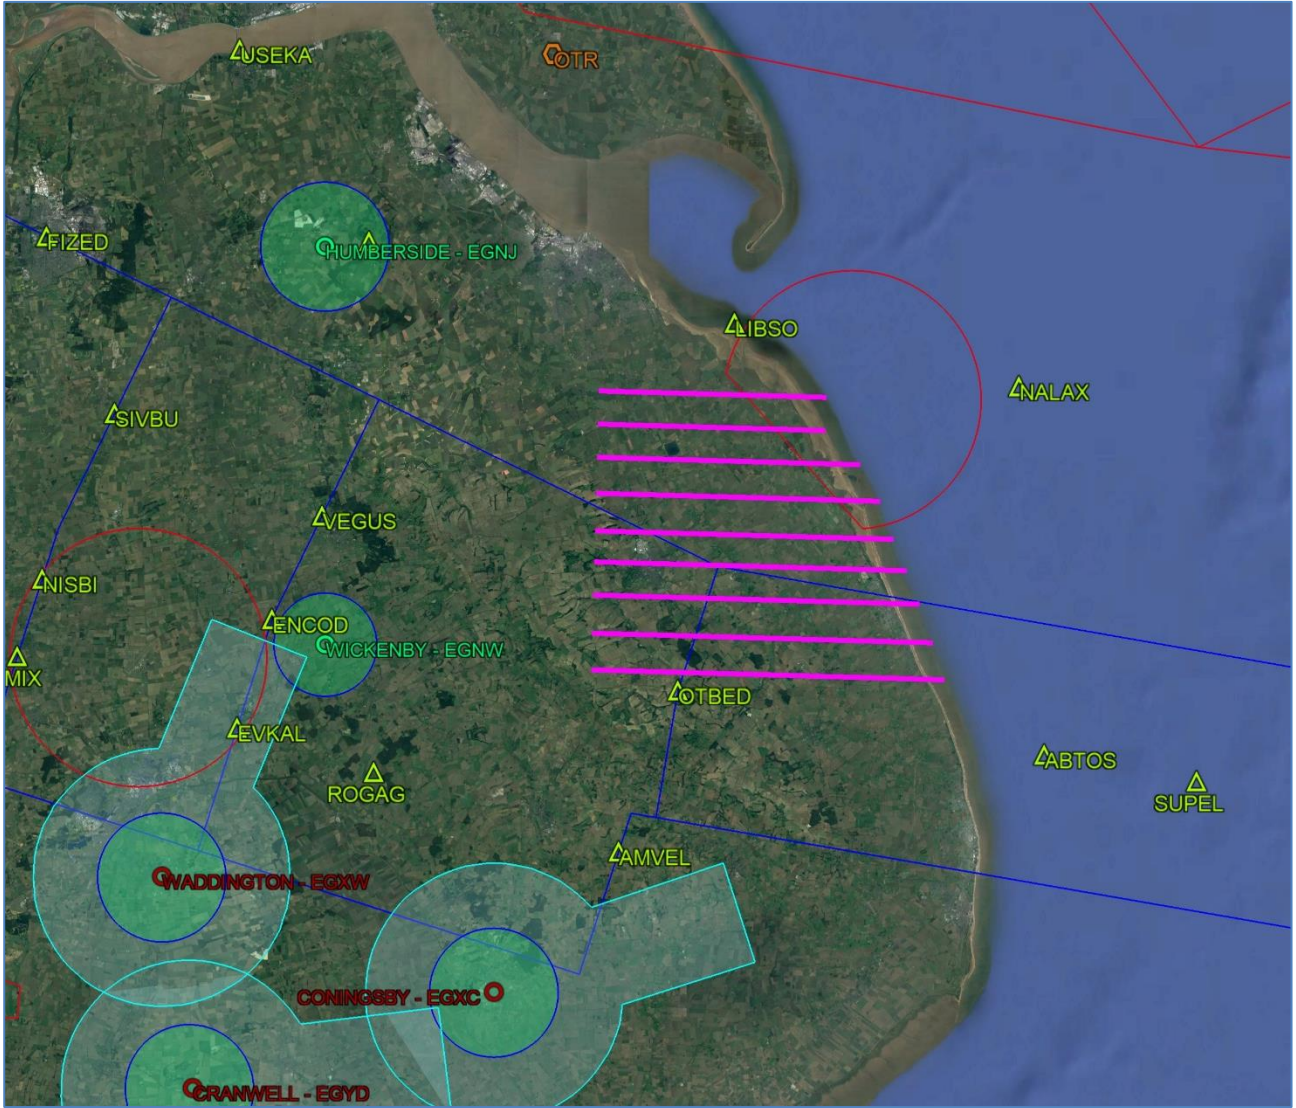 USEKA
OTR
FIZED
HUMBERSIDE - EGNJ
LIBSO
NALAX
SIVBU
VEGUS
NISBI
ENCOD
WICKENBY - EGNW
MIX
OTBED
EVKAL
ABTOS
ROGAG
SUPEL
AMVEL
WADDINGTON - EGXW
CONINGSBY - EGXC
CRANWELL - EGYD